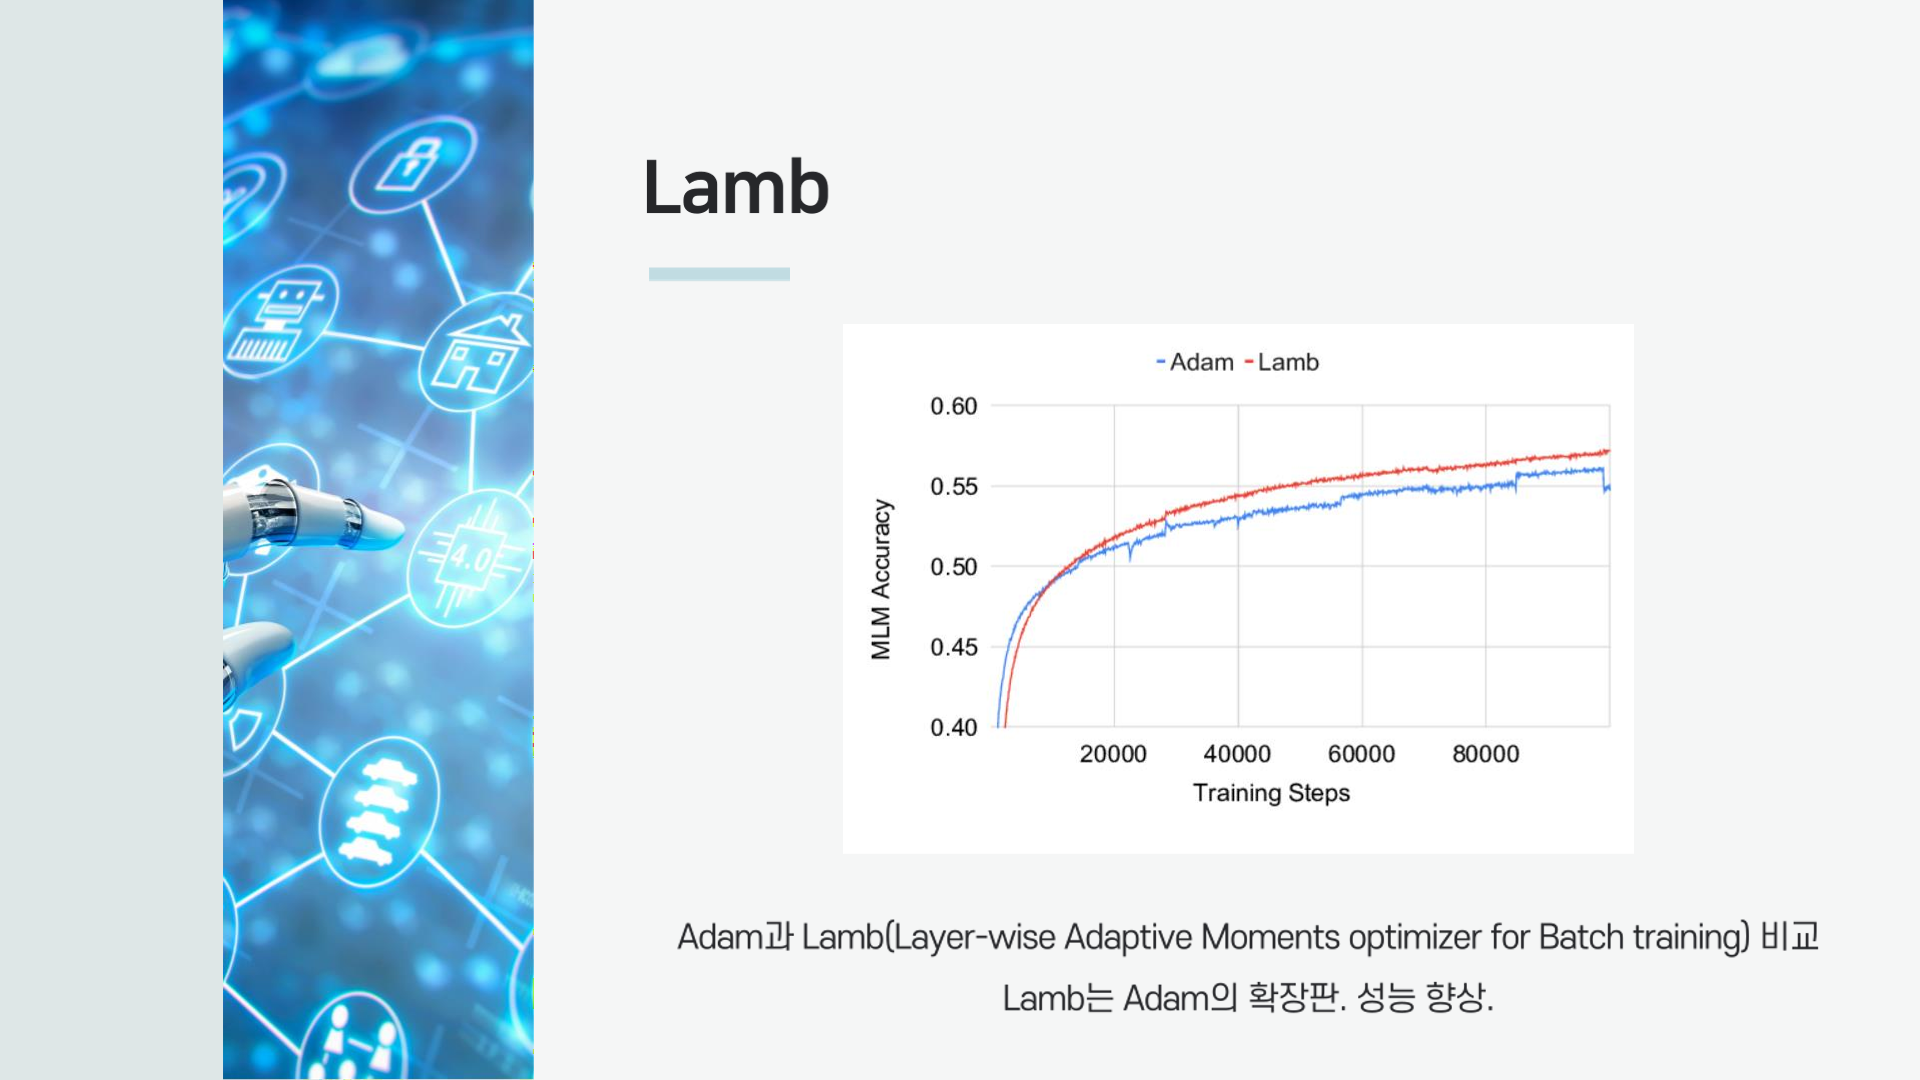 Lamb
Adam Lamb
0.60
0.55
0.50
0.45
0.40
MLM Accuracy
20000 40000 60000 80000
Training Steps
4.0
Adam과 Lamb(Layer-wise Adaptive Moments optimizer for Batch training) 비교
Lamb는 Adam의 확장판. 성능 향상.